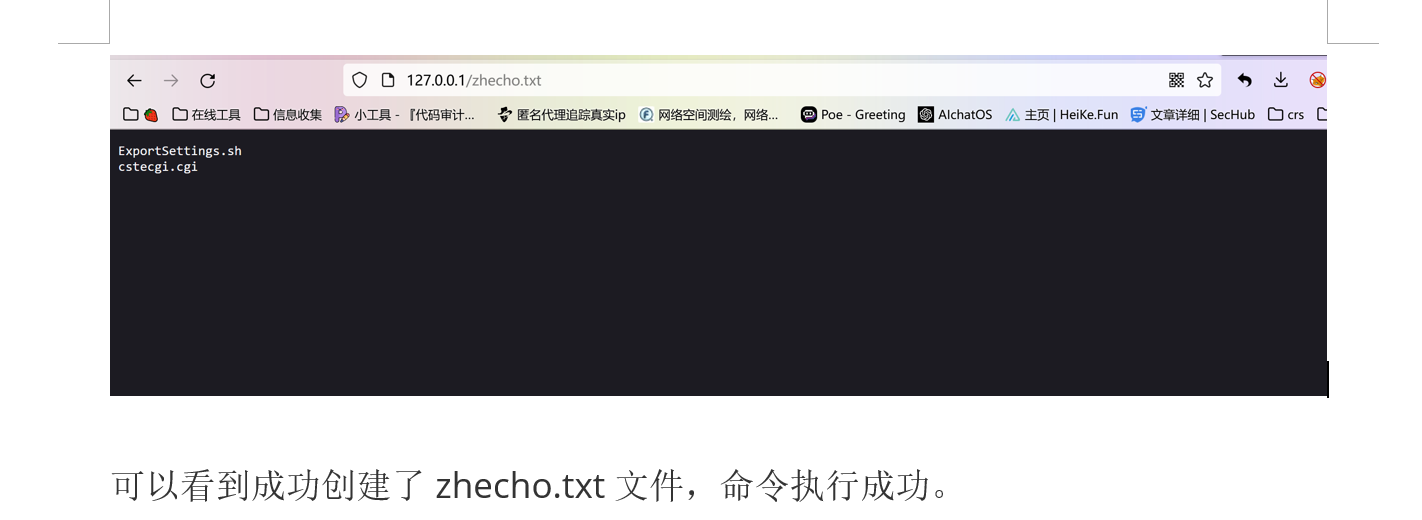 127.0.0.1/zhecho.txt
在线工具 信息收集 小工具 - 『代码审计... 匿名代理追踪真实ip 网络空间测绘，网络... Poe - Greeting AIchatOS 主页 | HeiKe.Fun 文章详细 | SecHub crs
ExportSettings.sh
cstecgi.cgi
可以看到成功创建了 zhecho.txt 文件，命令执行成功。